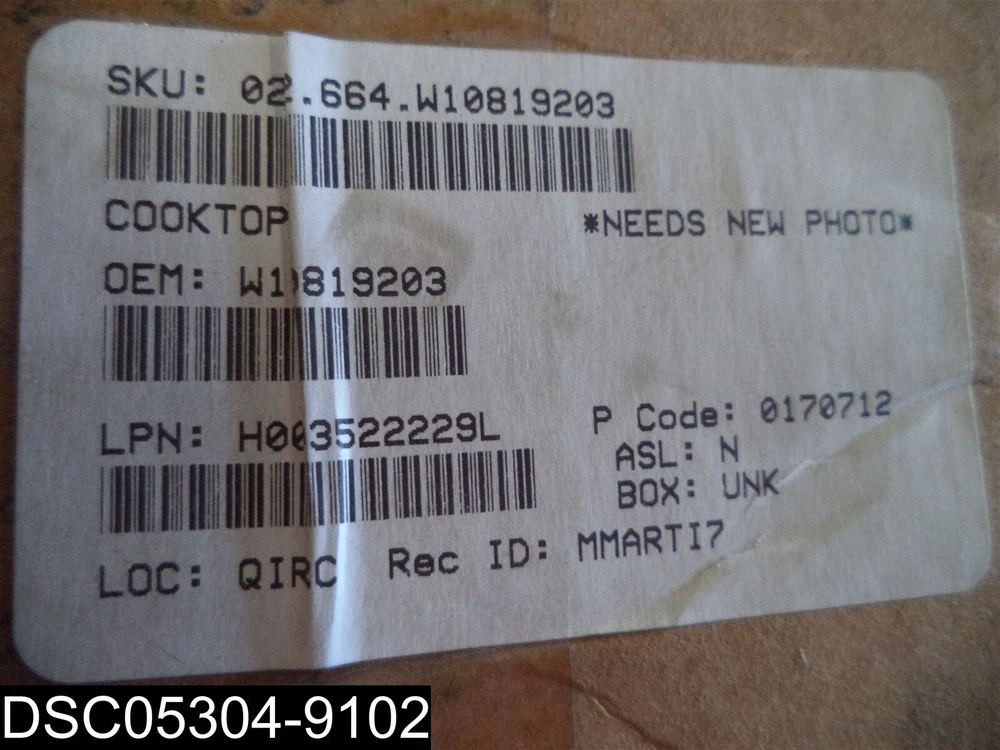 SKU: 02.664.W10819203
COOKTOP *NEEDS NEW PHOTO*
OEM: W10819203
LPN: H003522229L P Code: 0170712
ASL: N
BOX: UNK
LOC: QIRC Rec ID: MMARTI7
DSC05304-9102